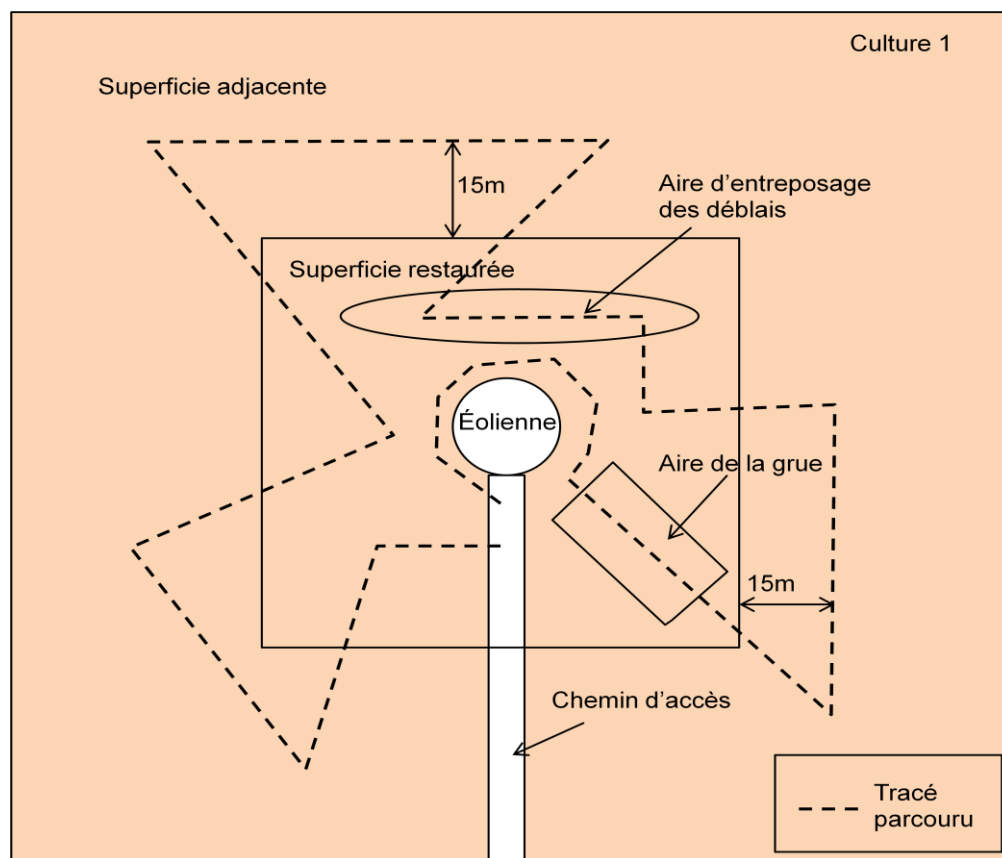 Culture 1
Superficie adjacente
15m
Aire d'entreposage
des déblais
Superficie restaurée
Éolienne
Aire de la grue
15m
Chemin d'accès
Tracé
parcouru